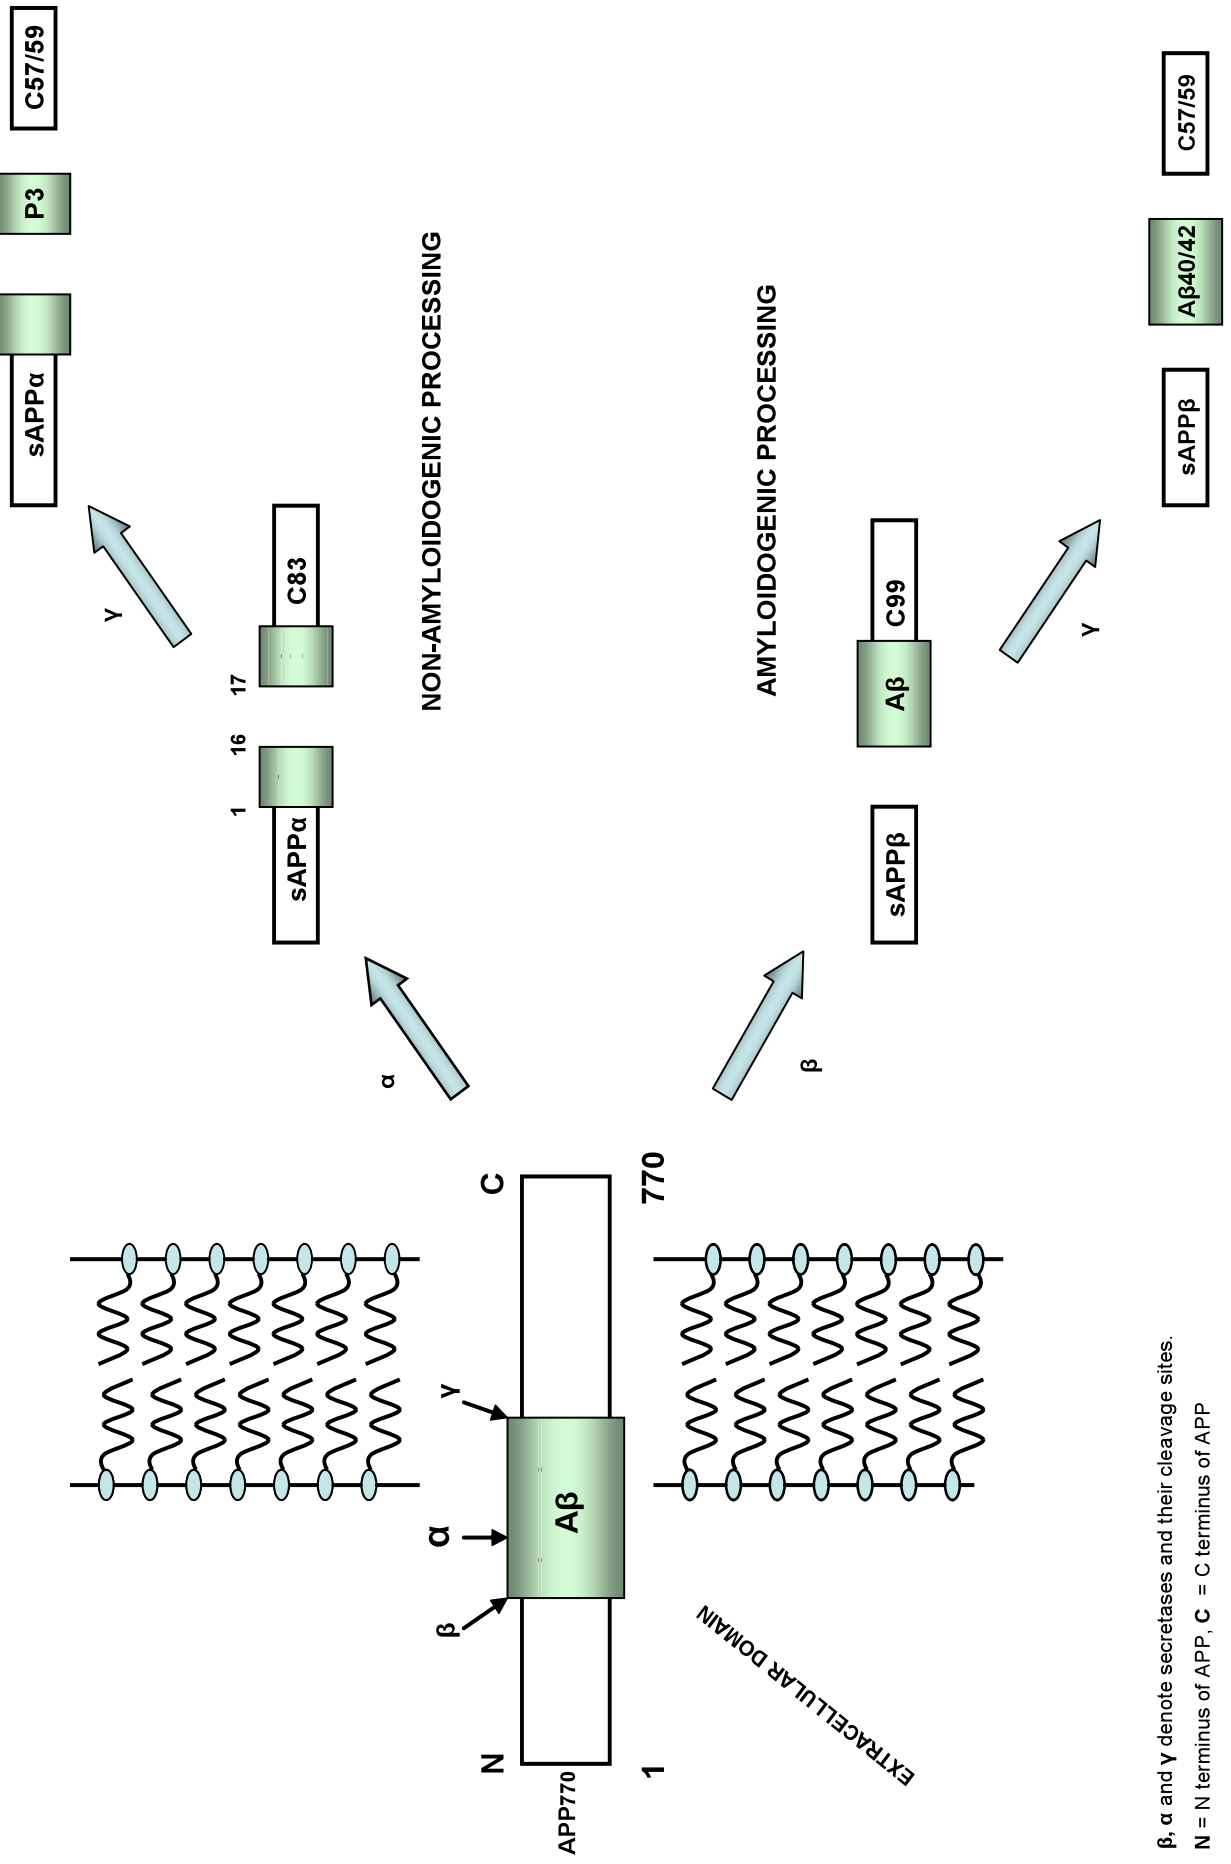 APP770
N
C
1
770
β
α
γ
Aβ
EXTRACELLULAR DOMAIN
α
sAPPα
1
16
17
C83
γ
sAPPα
P3
C57/59
NON-AMYLOIDOGENIC PROCESSING
AMYLOIDOGENIC PROCESSING
β
sAPPβ
Aβ
C99
γ
sAPPβ
Aβ40/42
C57/59
β, α and γ denote secretases and their cleavage sites.
N = N terminus of APP, C = C terminus of APP